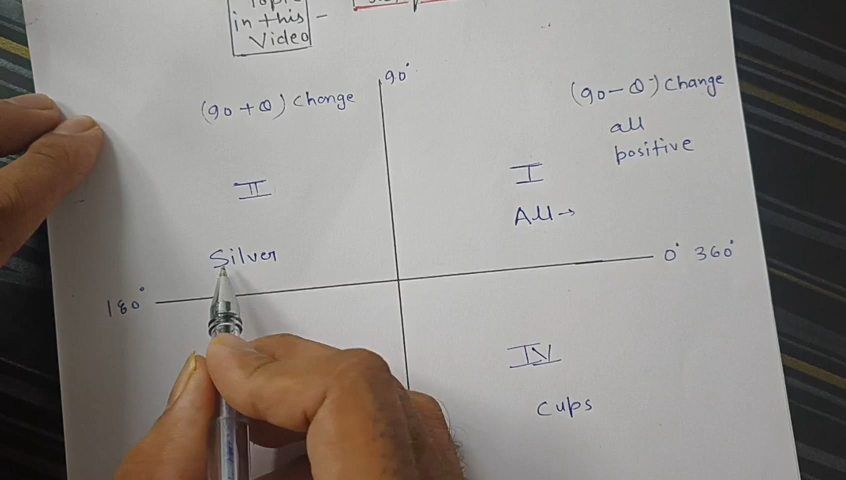 in this –
Video
90°
(90 + θ) Change
(90 - θ) Change
all
positive
II
I
All →
Silver
0° 360°
180°
IV
Cups